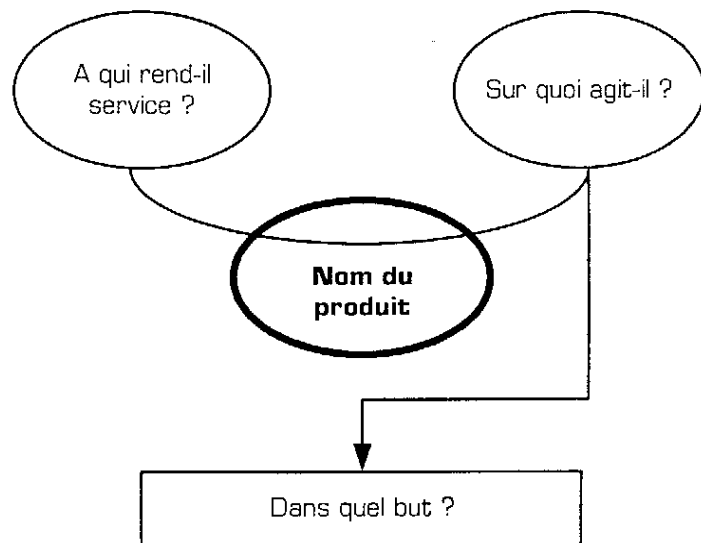 A qui rend-il
service ?
Sur quoi agit-il ?
Nom du
produit
Dans quel but ?